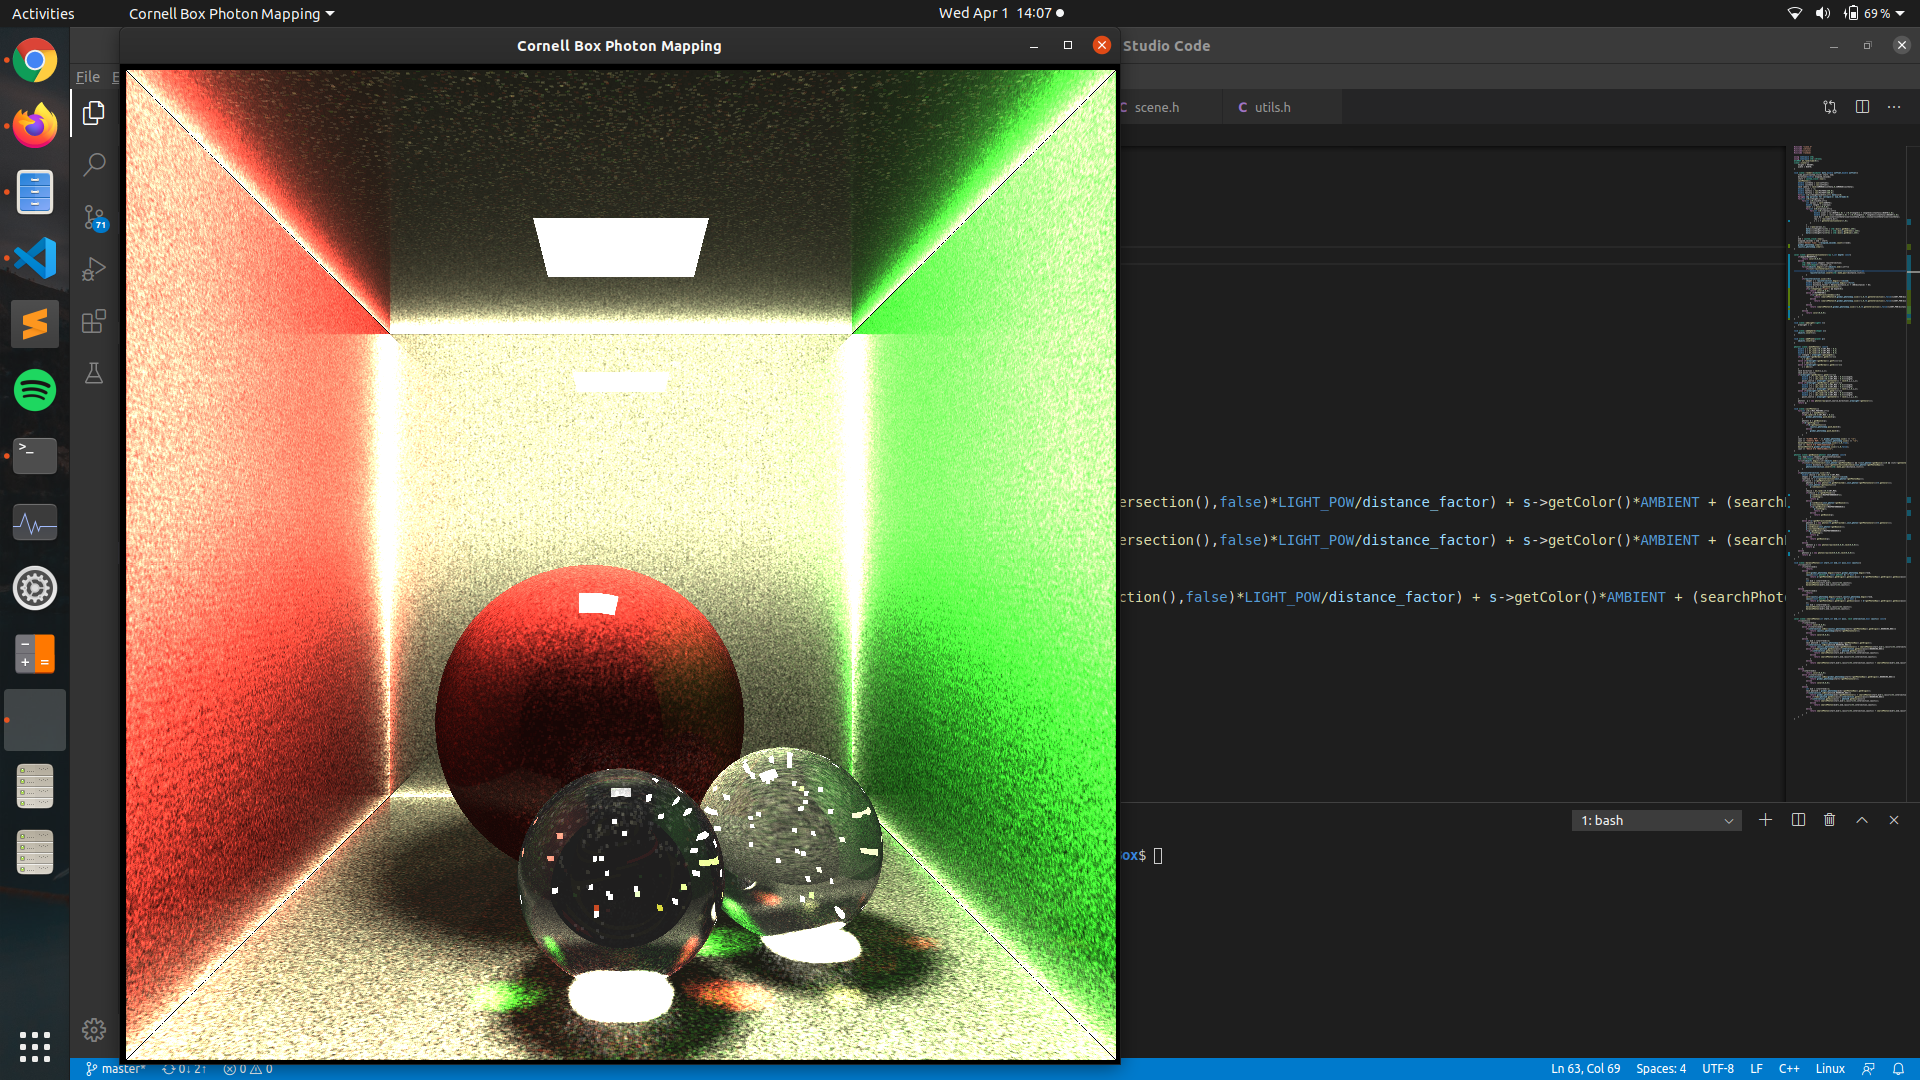 Activities
Cornell Box Photon Mapping
Wed Apr 1 14:07
69 %
Cornell Box Photon Mapping
Studio Code
File E
C scene.h
C utils.h
71
ersection(),false)*LIGHT_POW/distance_factor) + s->getColor()*AMBIENT + (search
ersection(),false)*LIGHT_POW/distance_factor) + s->getColor()*AMBIENT + (search
ction(),false)*LIGHT_POW/distance_factor) + s->getColor()*AMBIENT + (searchPhot
1: bash
ox$
master* 0↓ 2↑ 0 0
Ln 63, Col 69 Spaces: 4 UTF-8 LF C++ Linux